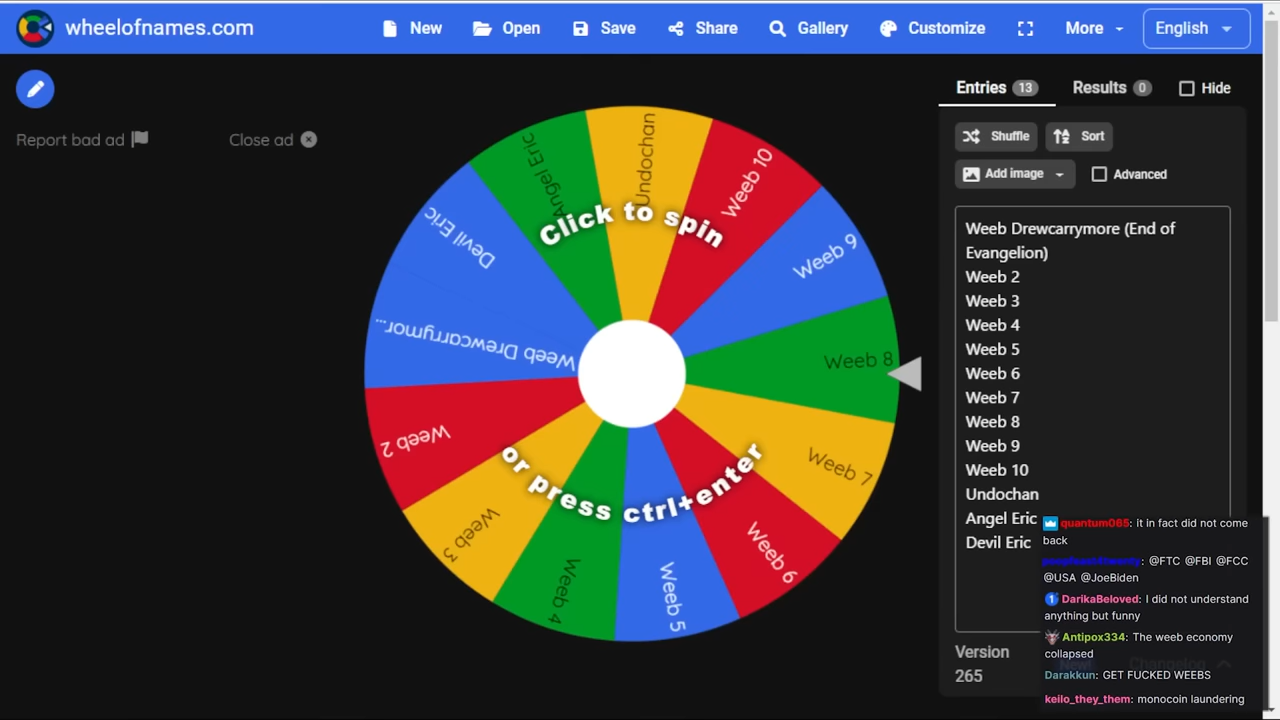 wheelofnames.com
New
Open
Save
Share
Gallery
Customize
More
English
Report bad ad
Close ad
Entries 13
Results 0
Hide
Shuffle
Sort
Add image
Advanced
Weeb Drewcarrymore (End of
Evangelion)
Weeb 2
Weeb 3
Weeb 4
Weeb 5
Weeb 6
Weeb 7
Weeb 8
Weeb 9
Weeb 10
Undochan
Angel Eric
Devil Eric
Version
265
Click to spin
or press ctrl+enter
Undochan
Weeb 10
Weeb 9
Weeb 8
Weeb 7
Weeb 6
Weeb 5
Weeb 4
Weeb 3
Weeb 2
Weeb Drewcarrymor...
Devil Eric
Angel Eric
quantum065: it in fact did not come
back
: @FTC @FBI @FCC
@USA @JoeBiden
DarikaBeloved: I did not understand
anything but funny
Antipox334: The weeb economy
collapsed
Darakkun: GET FUCKED WEEBS
keilo_they_them: monocoin laundering